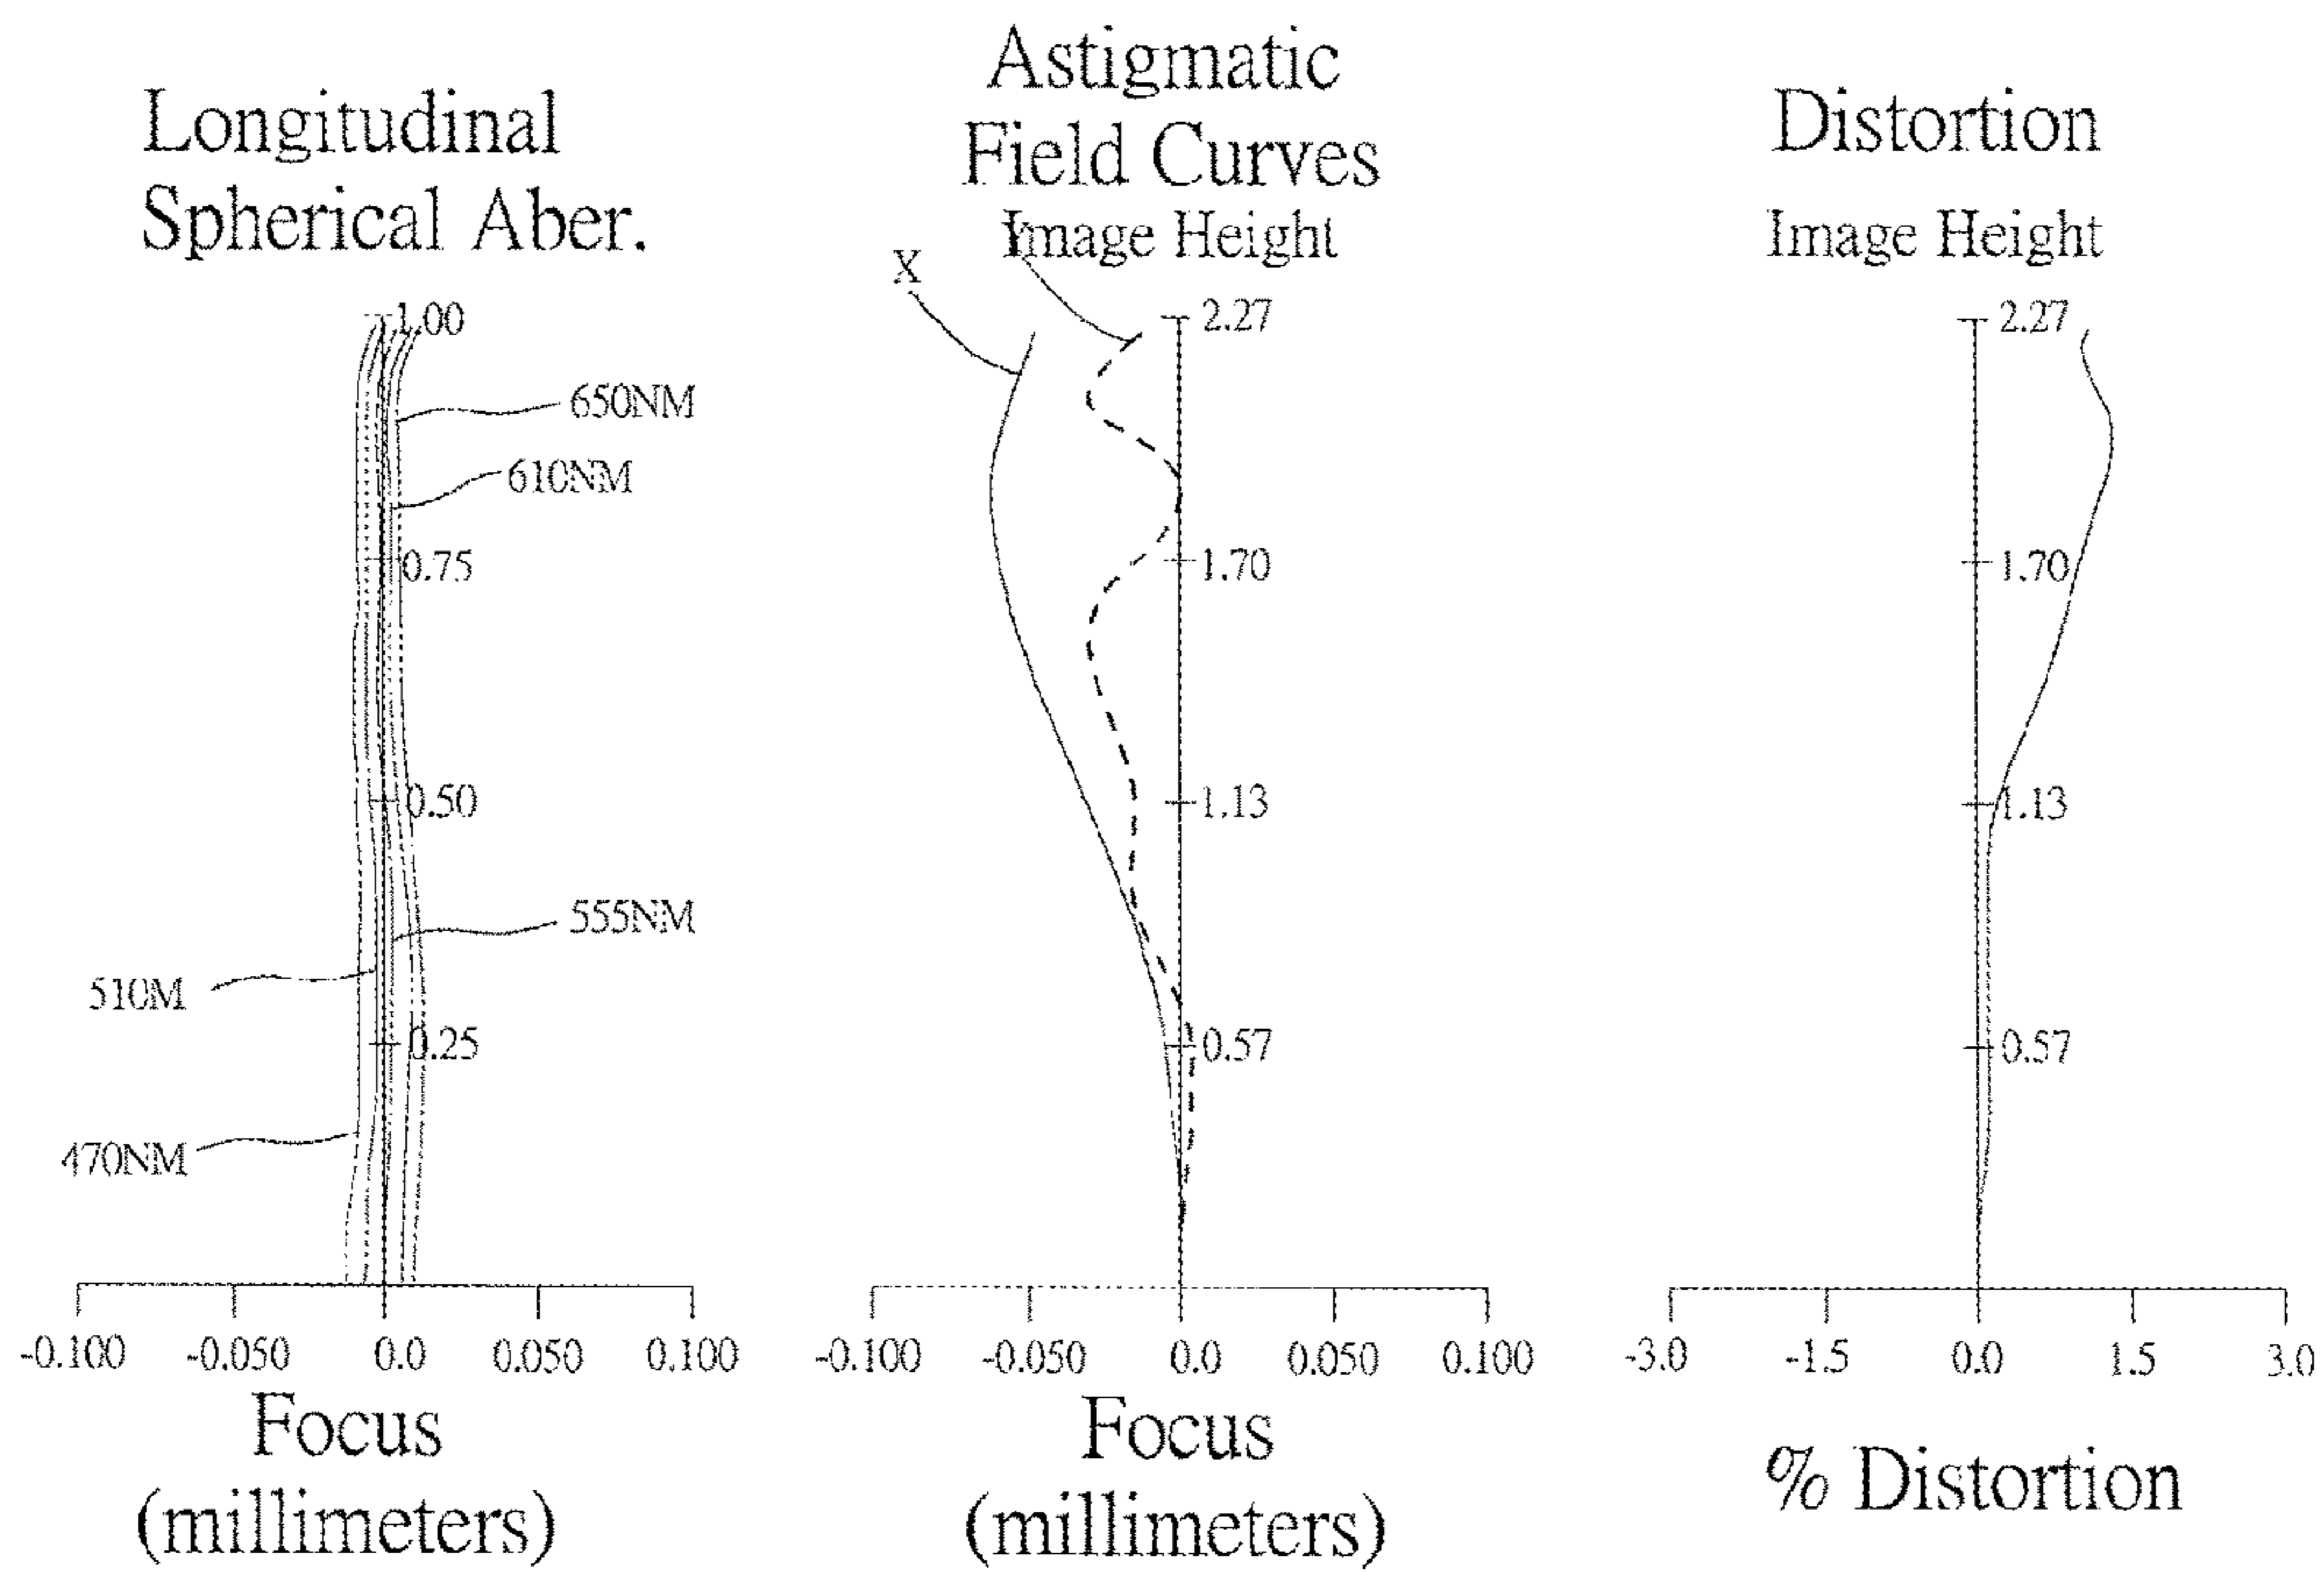 Longitudinal
Spherical Aber.
1.00
650NM
610NM
0.75
0.50
555NM
510M
0.25
470NM
-0.100 -0.050 0.0 0.050 0.100
Focus
(millimeters)
Astigmatic
Field Curves
Image Height
X
Y
2.27
1.70
1.13
0.57
-0.100 -0.050 0.0 0.050 0.100
Focus
(millimeters)
Distortion
Image Height
2.27
1.70
1.13
0.57
-3.0 -1.5 0.0 1.5 3.0
% Distortion